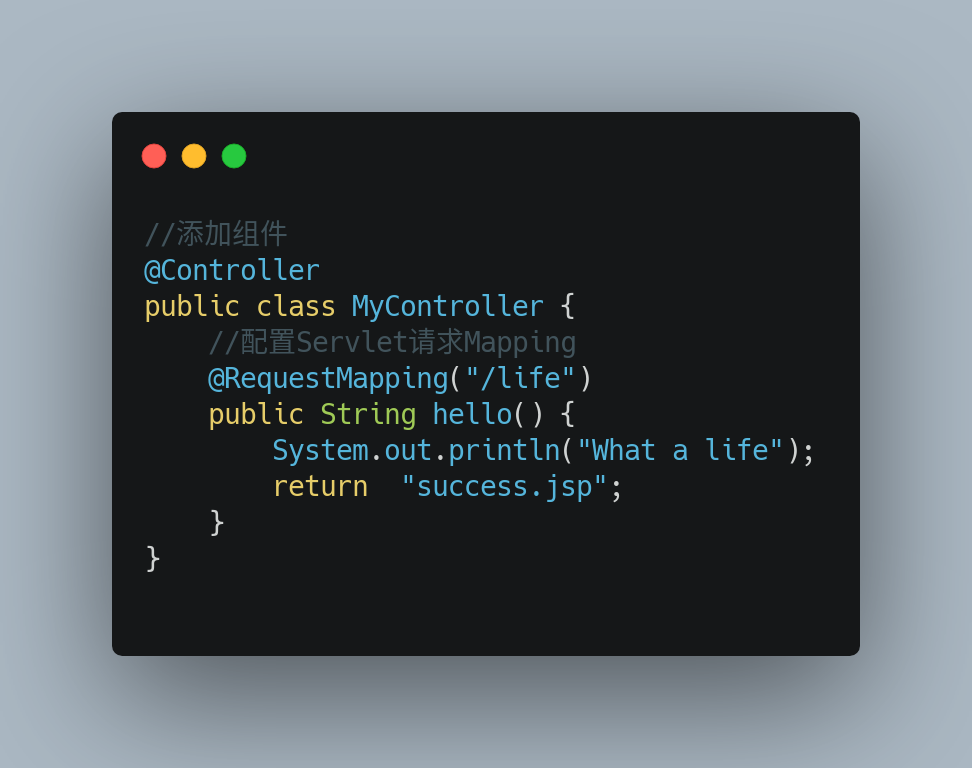 //添加组件
@Controller
public class MyController {
    //配置Servlet请求Mapping
    @RequestMapping("/life")
    public String hello() {
        System.out.println("What a life");
        return  "success.jsp";
    }
}